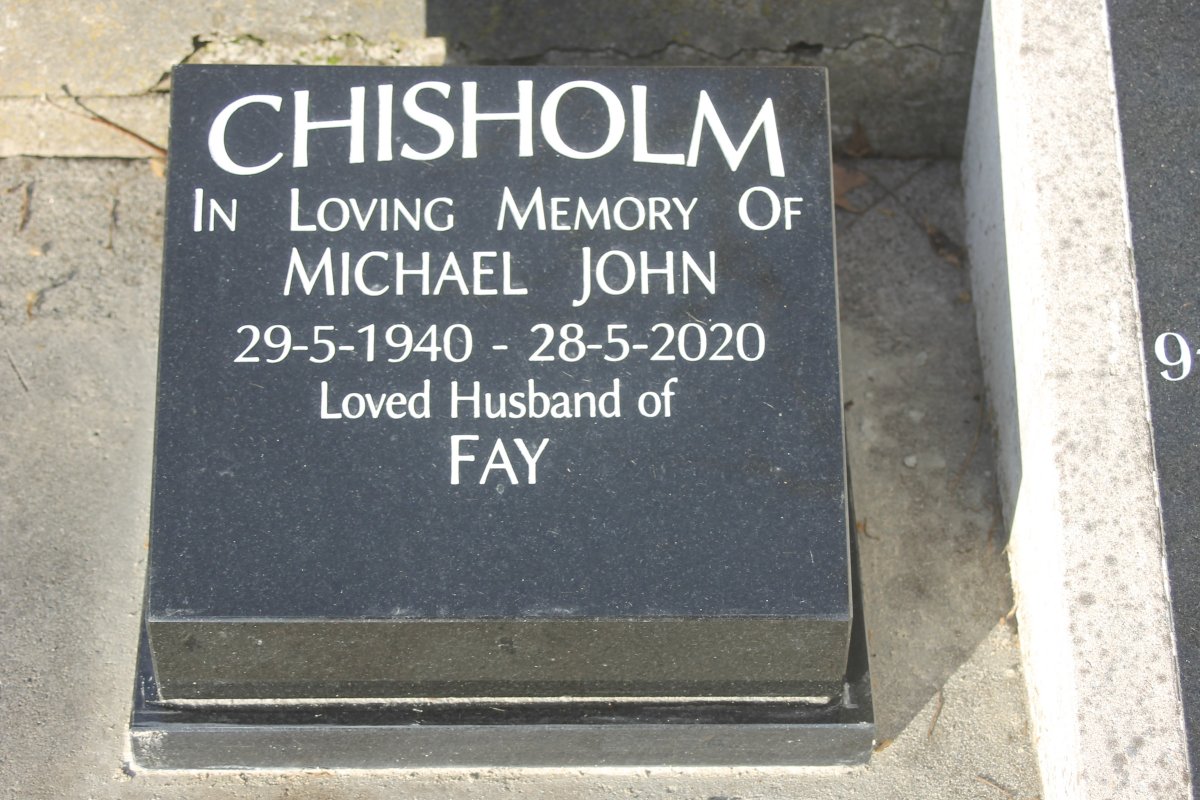 CHISHOLM
IN LOVING MEMORY OF
MICHAEL JOHN
29-5-1940 - 28-5-2020
Loved Husband of
FAY